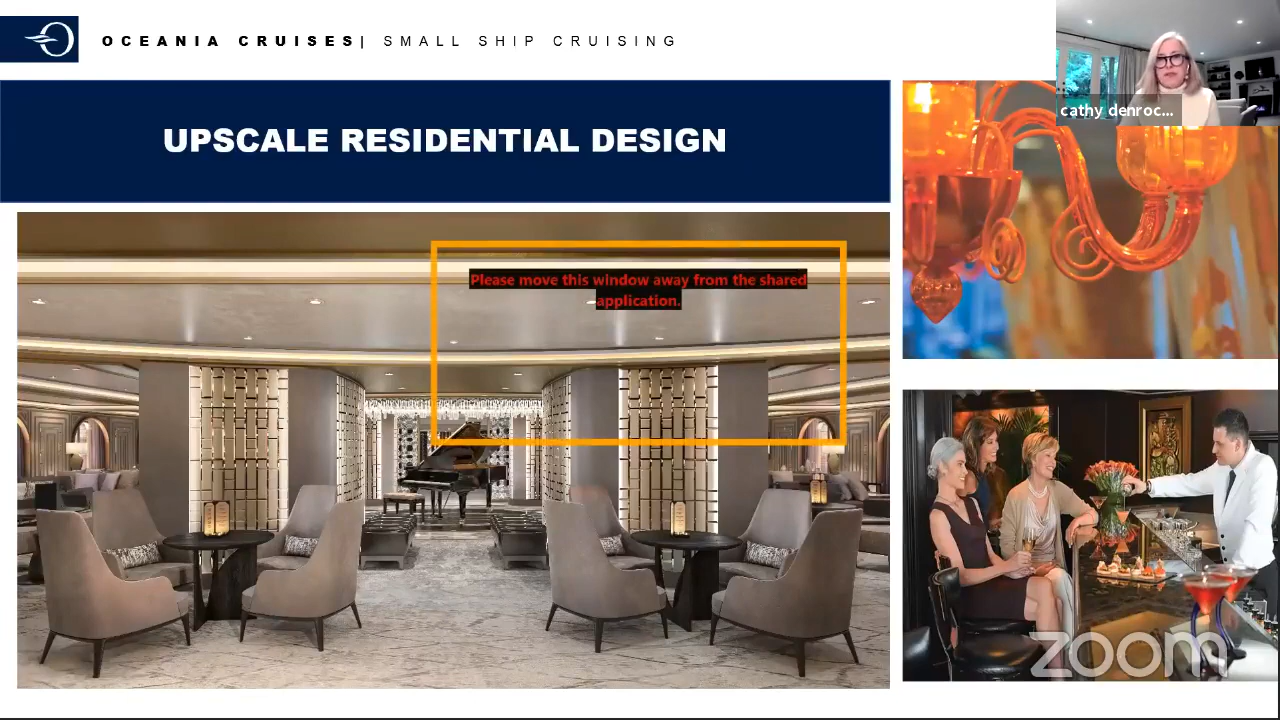 OCEANIA CRUISES| SMALL SHIP CRUISING
cathy denroc...
UPSCALE RESIDENTIAL DESIGN
Please move this window away from the shared
application.
zoom